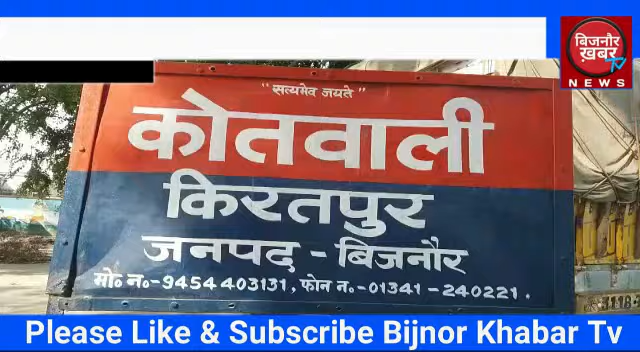 बिजनौर
ख़बर
TV
NEWS
"सत्यमेव जयते"
कोतवाली
किरतपुर
जनपद - बिजनौर
मो० न०-9454403131, फोन न०-01341-240221.
Please Like & Subscribe Bijnor Khabar Tv